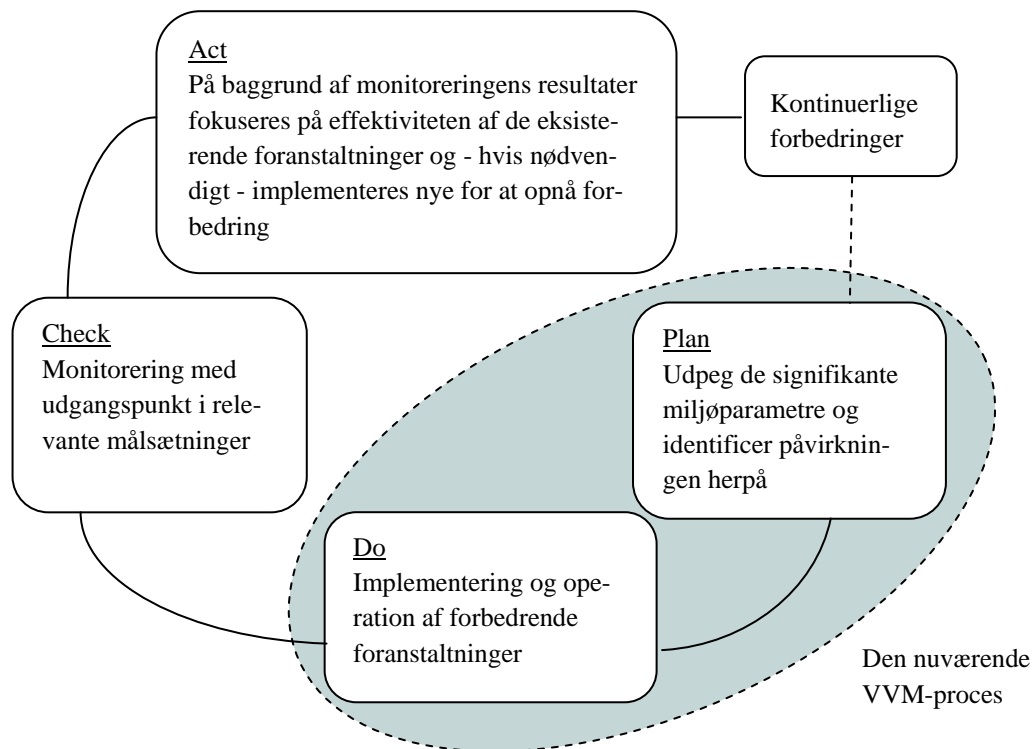 Act
På baggrund af monitoreringens resultater
fokuseres på effektiviteten af de eksiste-
rende foranstaltninger og - hvis nødven-
digt - implementeres nye for at opnå for-
bedring
Kontinuerlige
forbedringer
Check
Monitorering med
udgangspunkt i rele-
vante målsætninger
Plan
Udpeg de signifikante
miljøparametre og
identificer påvirknin-
gen herpå
Do
Implementering og ope-
ration af forbedrende
foranstaltninger
Den nuværende
VVM-proces